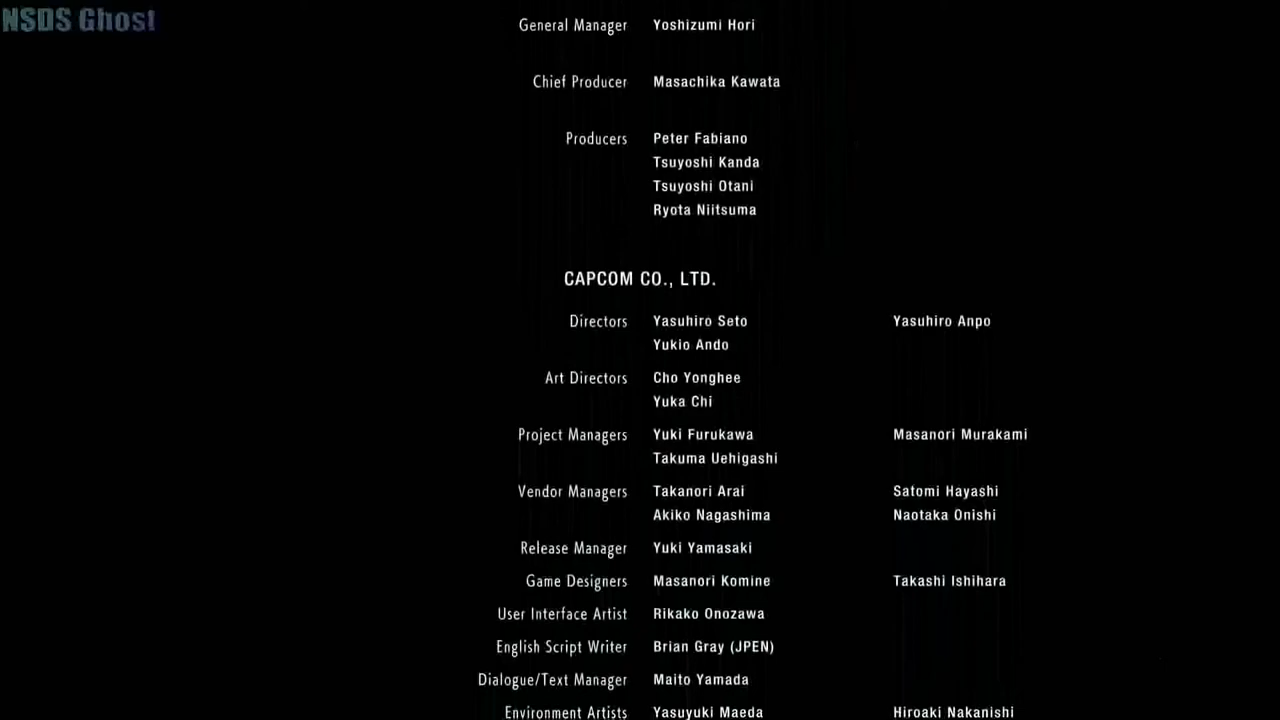 NSDS Ghost
General Manager Yoshizumi Hori
Chief Producer Masachika Kawata
Producers Peter Fabiano
Tsuyoshi Kanda
Tsuyoshi Otani
Ryota Niitsuma
CAPCOM CO., LTD.
Directors Yasuhiro Seto Yasuhiro Anpo
Yukio Ando
Art Directors Cho Yonghee
Yuka Chi
Project Managers Yuki Furukawa Masanori Murakami
Takuma Uehigashi
Vendor Managers Takanori Arai Satomi Hayashi
Akiko Nagashima Naotaka Onishi
Release Manager Yuki Yamasaki
Game Designers Masanori Komine Takashi Ishihara
User Interface Artist Rikako Onozawa
English Script Writer Brian Gray (JPEN)
Dialogue/Text Manager Maito Yamada
Environment Artists Yasuyuki Maeda Hiroaki Nakanishi